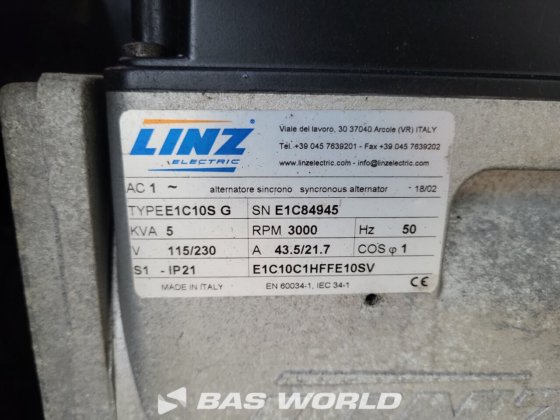 LINZ
ELECTRIC
Viale del lavoro, 30 37040 Arcole (VR) ITALY
Tel. +39 045 7639201 - Fax +39 045 7639202
www.linzelectric.com - info@linzelectric.com
AC 1 ~ alternatore sincrono syncronous alternator 18/02
TYPE E1C10S G SN E1C84945
KVA 5 RPM 3000 Hz 50
V 115/230 A 43.5/21.7 COS φ 1
S1 - IP21 E1C10C1HFFE10SV
MADE IN ITALY EN 60034-1, IEC 34-1 CE
BAS WORLD